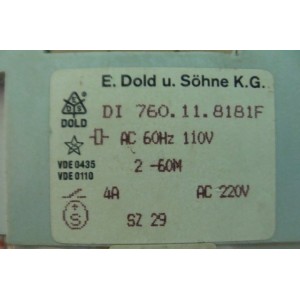 E. Dold u. Söhne K.G.
DOLD
DI 760.11.8181F
AC 60Hz 110V
VDE 0435
VDE 0110
2 -60M
4A AC 220V
S
SZ 29